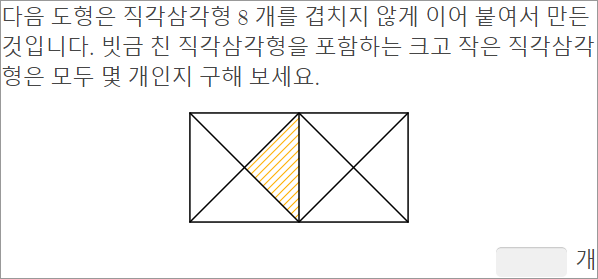 다음 도형은 직각삼각형 8 개를 겹치지 않게 이어 붙여서 만든
것입니다. 빗금 친 직각삼각형을 포함하는 크고 작은 직각삼각
형은 모두 몇 개인지 구해 보세요.
개